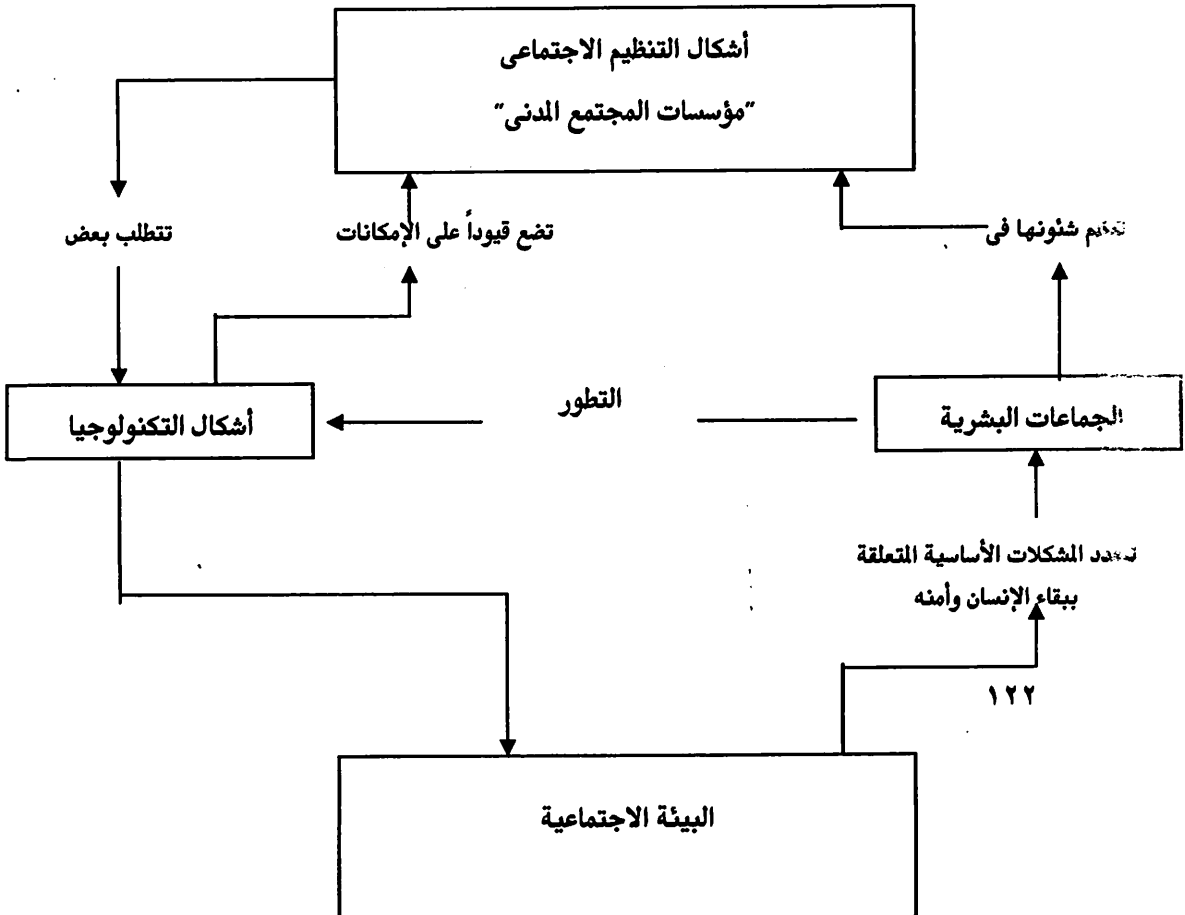 أشكال التنظيم الاجتماعى
"مؤسسات المجتمع المدنى"
شئونها فى
تضع قيوداً على الإمكانات
تتطلب بعض
الجماعات البشرية
التطور
أشكال التكنولوجيا
المشكلات الأساسية المتعلقة
ببقاء الإنسان وأمنه
١٢٢
البيئة الاجتماعية